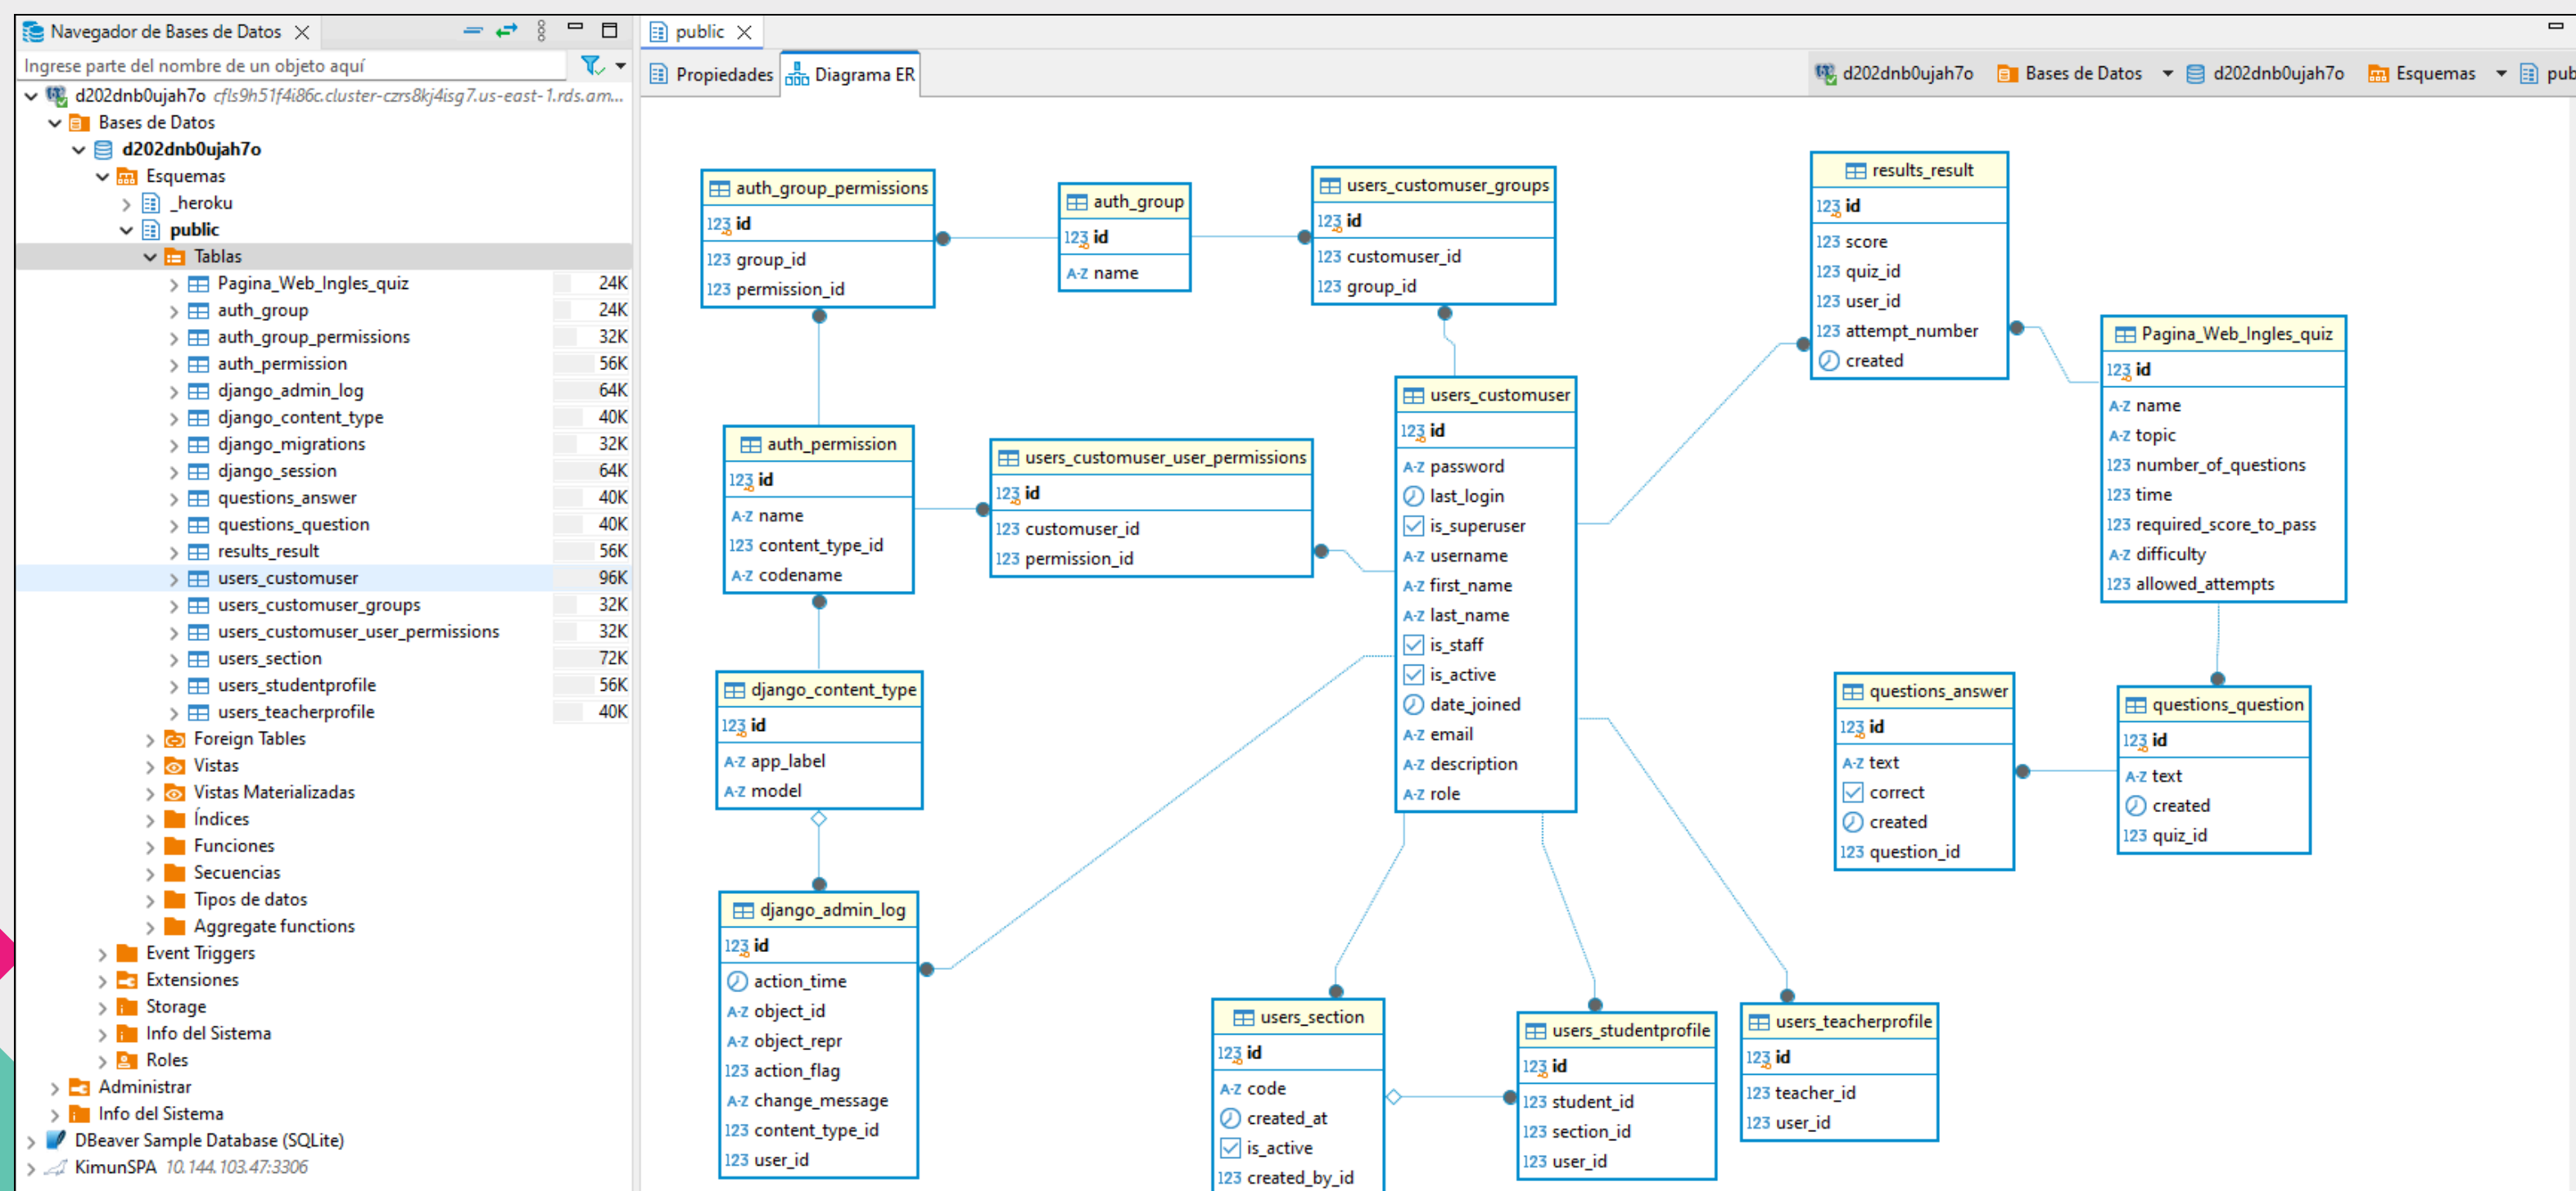 Navegador de Bases de Datos
Ingrese parte del nombre de un objeto aquí
d202dnb0ujah7o cfls9h51f4i86c.cluster-czrs8kj4isg7.us-east-1.rds.am...
Bases de Datos
d202dnb0ujah7o
Esquemas
_heroku
public
Tablas
Pagina_Web_Ingles_quiz 24K
auth_group 24K
auth_group_permissions 32K
auth_permission 56K
django_admin_log 64K
django_content_type 40K
django_migrations 32K
django_session 64K
questions_answer 40K
questions_question 40K
results_result 56K
users_customuser 96K
users_customuser_groups 32K
users_customuser_user_permissions 32K
users_section 72K
users_studentprofile 56K
users_teacherprofile 40K
Foreign Tables
Vistas
Vistas Materializadas
Índices
Funciones
Secuencias
Tipos de datos
Aggregate functions
Event Triggers
Extensiones
Storage
Info del Sistema
Roles
Administrar
Info del Sistema
DBeaver Sample Database (SQLite)
KimunSPA 10.144.103.47:3306
public
Propiedades Diagrama ER d202dnb0ujah7o Bases de Datos d202dnb0ujah7o Esquemas pub
auth_group_permissions
123 id
123 group_id
123 permission_id
auth_group
123 id
A-Z name
users_customuser_groups
123 id
123 customuser_id
123 group_id
results_result
123 id
123 score
123 quiz_id
123 user_id
123 attempt_number
created
Pagina_Web_Ingles_quiz
123 id
A-Z name
A-Z topic
123 number_of_questions
123 time
123 required_score_to_pass
A-Z difficulty
123 allowed_attempts
auth_permission
123 id
A-Z name
123 content_type_id
A-Z codename
users_customuser_user_permissions
123 id
123 customuser_id
123 permission_id
users_customuser
123 id
A-Z password
last_login
is_superuser
A-Z username
A-Z first_name
A-Z last_name
is_staff
is_active
date_joined
A-Z email
A-Z description
A-Z role
django_content_type
123 id
A-Z app_label
A-Z model
questions_answer
123 id
A-Z text
correct
created
123 question_id
questions_question
123 id
A-Z text
created
123 quiz_id
django_admin_log
123 id
action_time
A-Z object_id
A-Z object_repr
123 action_flag
A-Z change_message
123 content_type_id
123 user_id
users_section
123 id
A-Z code
created_at
is_active
123 created_by_id
users_studentprofile
123 id
123 student_id
123 section_id
123 user_id
users_teacherprofile
123 id
123 teacher_id
123 user_id